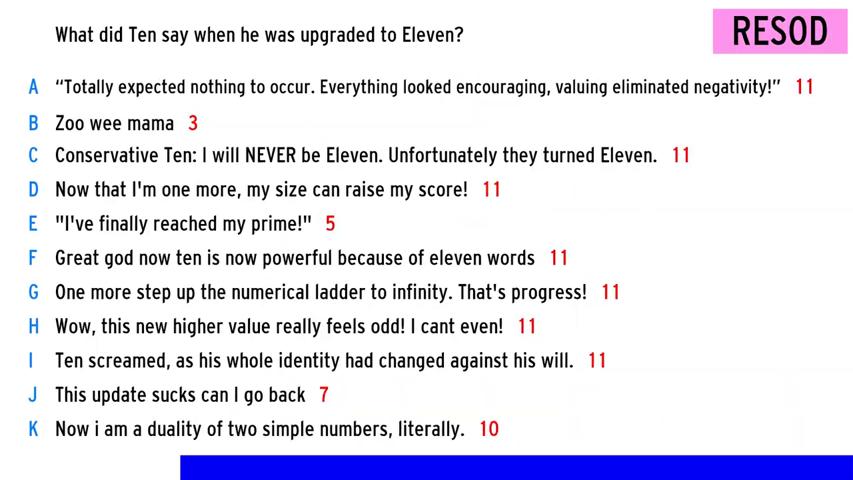 What did Ten say when he was upgraded to Eleven?
RESOD
A “Totally expected nothing to occur. Everything looked encouraging, valuing eliminated negativity!” 11
B Zoo wee mama 3
C Conservative Ten: I will NEVER be Eleven. Unfortunately they turned Eleven. 11
D Now that I'm one more, my size can raise my score! 11
E "I've finally reached my prime!" 5
F Great god now ten is now powerful because of eleven words 11
G One more step up the numerical ladder to infinity. That's progress! 11
H Wow, this new higher value really feels odd! I cant even! 11
I Ten screamed, as his whole identity had changed against his will. 11
J This update sucks can I go back 7
K Now i am a duality of two simple numbers, literally. 10